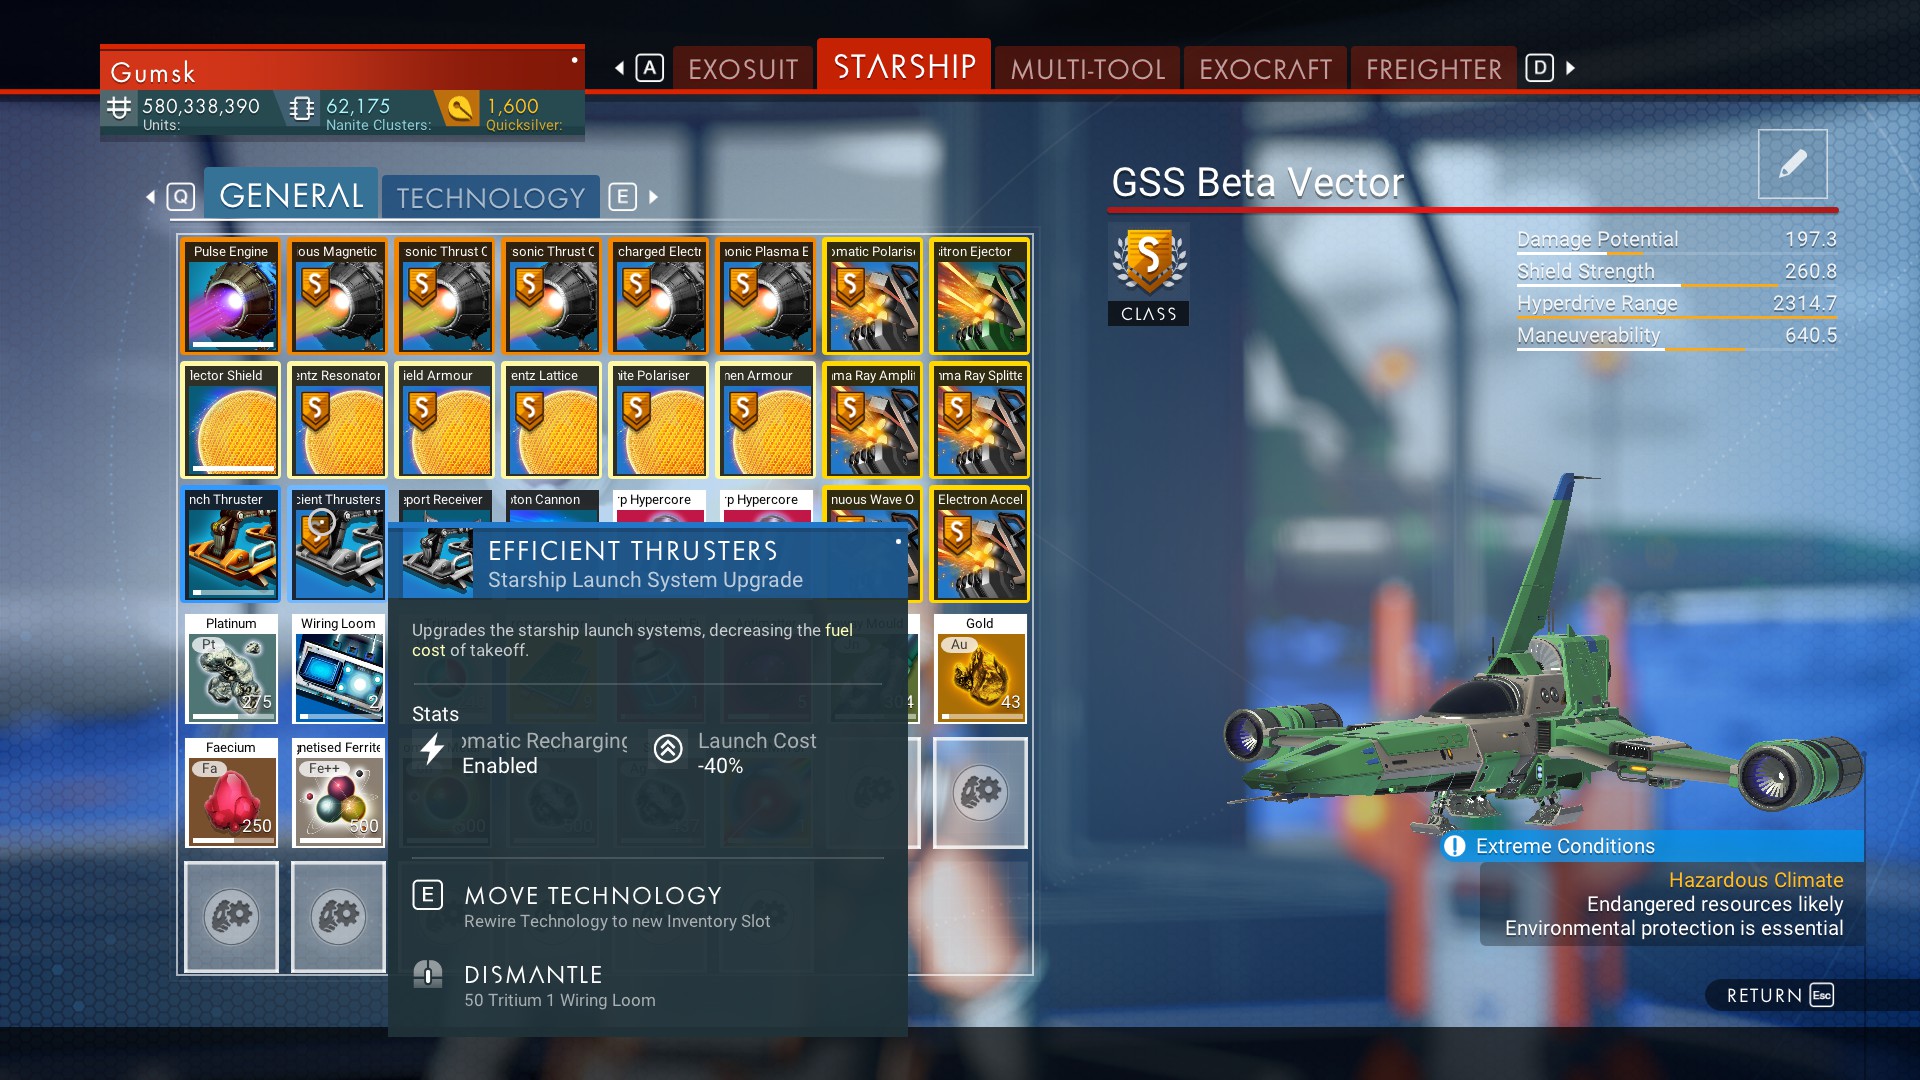 Gumsk
580,338,390
Units:
62,175
Nanite Clusters:
1,600
Quicksilver:
A
EXOSUIT
STARSHIP
MULTI-TOOL
EXOCRAFT
FREIGHTER
D
Q
GENERAL
TECHNOLOGY
E
Pulse Engine
ous Magnetic
sonic Thrust C
sonic Thrust C
charged Electr
onic Plasma E
omatic Polaris
itron Ejector
S
S
S
S
S
S
lector Shield
entz Resonator
ield Armour
entz Lattice
ite Polariser
nen Armour
ma Ray Amplif
ma Ray Splitte
S
S
S
S
S
S
S
nch Thruster
cient Thrusters
eport Receiver
oton Cannon
rp Hypercore
rp Hypercore
nuous Wave O
Electron Accel
S
EFFICIENT THRUSTERS
Starship Launch System Upgrade
Upgrades the starship launch systems, decreasing the fuel
cost of takeoff.
Stats
omatic Recharging
Enabled
Launch Cost
-40%
E
MOVE TECHNOLOGY
Rewire Technology to new Inventory Slot
DISMANTLE
50 Tritium 1 Wiring Loom
Platinum
Pt
275
Wiring Loom
2
Gold
Au
43
Faecium
Fa
250
netised Ferrite
Fe++
500
GSS Beta Vector
S
CLASS
Damage Potential 197.3
Shield Strength 260.8
Hyperdrive Range 2314.7
Maneuverability 640.5
Extreme Conditions
Hazardous Climate
Endangered resources likely
Environmental protection is essential
RETURN Esc